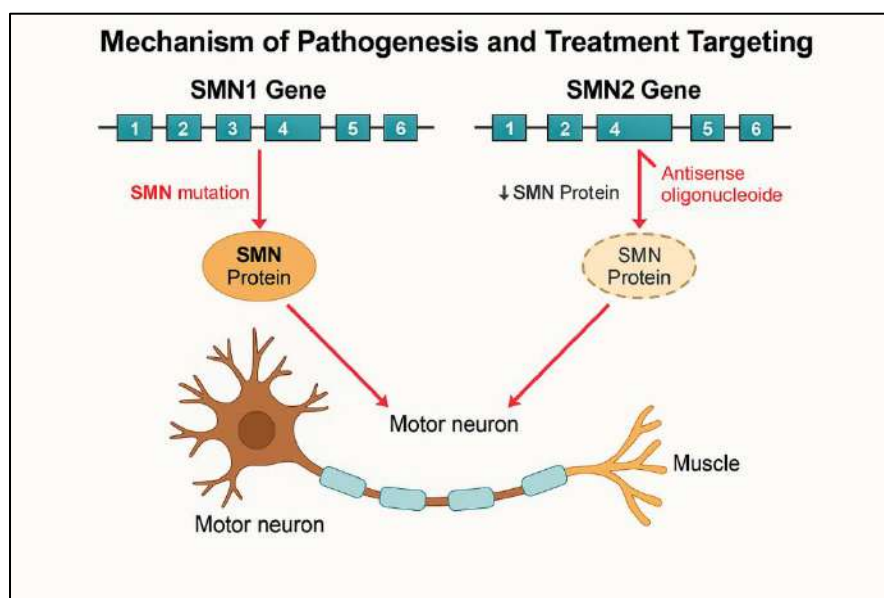 Mechanism of Pathogenesis and Treatment Targeting
SMN1 Gene
1 2 3 4 5 6
SMN2 Gene
1 2 4 5 6
SMN mutation
↓ SMN Protein
Antisense
oligonucleoide
SMN
Protein
SMN
Protein
Motor neuron
Muscle
Motor neuron